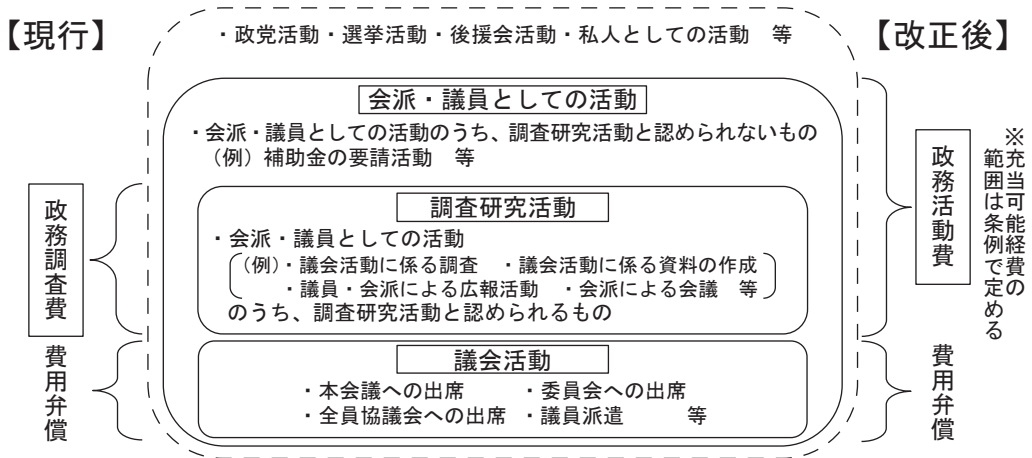 【現行】
・政党活動・選挙活動・後援会活動・私人としての活動　等
【改正後】
会派・議員としての活動
・会派・議員としての活動のうち、調査研究活動と認められないもの
（例）補助金の要請活動　等
政務調査費
調査研究活動
・会派・議員としての活動
（例）・議会活動に係る調査　・議会活動に係る資料の作成
・議員・会派による広報活動　・会派による会議　等
のうち、調査研究活動と認められるもの
政務活動費
※充当可能経費の
範囲は条例で定める
費用弁償
議会活動
・本会議への出席　・委員会への出席
・全員協議会への出席　・議員派遣　等
費用弁償